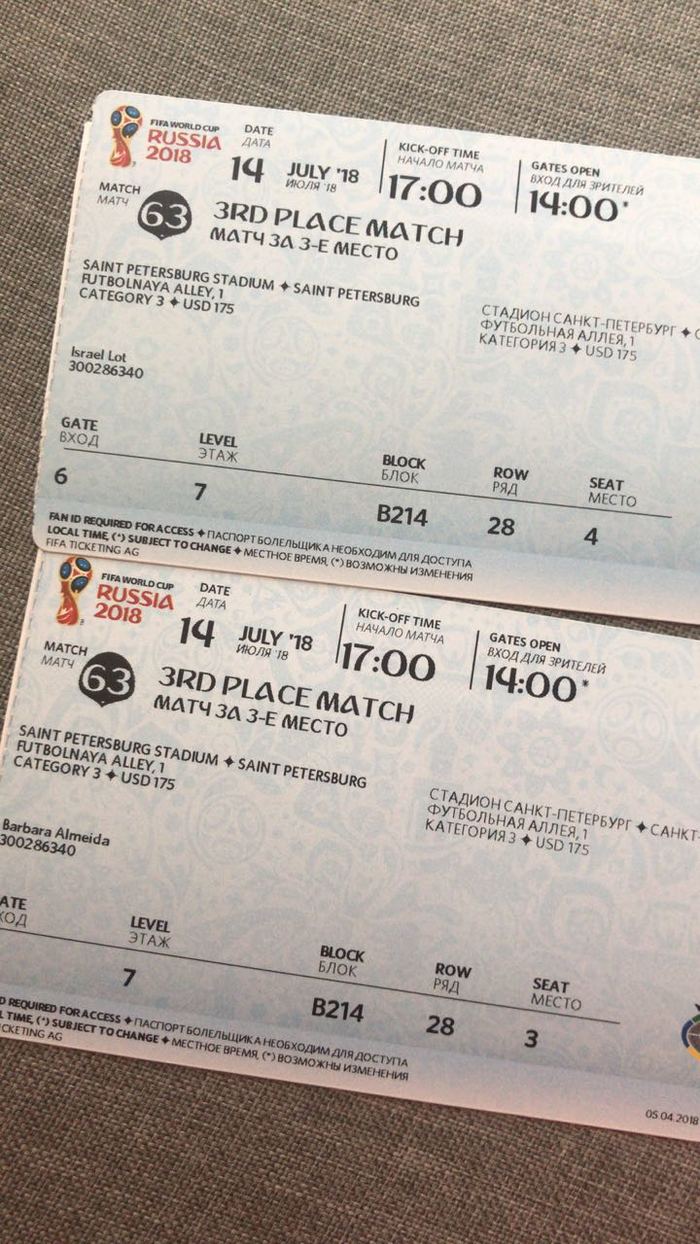 FIFA WORLD CUP
RUSSIA
2018
DATE
ДАТА
14 JULY '18
ИЮЛЯ '18
KICK-OFF TIME
НАЧАЛО МАТЧА
17:00
GATES OPEN
ВХОД ДЛЯ ЗРИТЕЛЕЙ
14:00*
MATCH
МАТЧ
63
3RD PLACE MATCH
МАТЧ ЗА 3-Е МЕСТО
SAINT PETERSBURG STADIUM ✦ SAINT PETERSBURG
FUTBOLNAYA ALLEY, 1
CATEGORY 3 ✦ USD 175
СТАДИОН САНКТ-ПЕТЕРБУРГ ✦ С
ФУТБОЛЬНАЯ АЛЛЕЯ, 1
КАТЕГОРИЯ 3 ✦ USD 175
Israel Lot
300286340
GATE
ВХОД
LEVEL
ЭТАЖ
BLOCK
БЛОК
ROW
РЯД
SEAT
МЕСТО
6 7 B214 28 4
FAN ID REQUIRED FOR ACCESS ✦ ПАСПОРТ БОЛЕЛЬЩИКА НЕОБХОДИМ ДЛЯ ДОСТУПА
LOCAL TIME, (*) SUBJECT TO CHANGE ✦ МЕСТНОЕ ВРЕМЯ, (*) ВОЗМОЖНЫ ИЗМЕНЕНИЯ
FIFA TICKETING AG
FIFA WORLD CUP
RUSSIA
2018
DATE
ДАТА
14 JULY '18
ИЮЛЯ '18
KICK-OFF TIME
НАЧАЛО МАТЧА
17:00
GATES OPEN
ВХОД ДЛЯ ЗРИТЕЛЕЙ
14:00*
MATCH
МАТЧ
63
3RD PLACE MATCH
МАТЧ ЗА 3-Е МЕСТО
SAINT PETERSBURG STADIUM ✦ SAINT PETERSBURG
FUTBOLNAYA ALLEY, 1
CATEGORY 3 ✦ USD 175
СТАДИОН САНКТ-ПЕТЕРБУРГ ✦ САНКТ-
ФУТБОЛЬНАЯ АЛЛЕЯ, 1
КАТЕГОРИЯ 3 ✦ USD 175
Barbara Almeida
300286340
ATE
ХОД
LEVEL
ЭТАЖ
BLOCK
БЛОК
ROW
РЯД
SEAT
МЕСТО
7 B214 28 3
D REQUIRED FOR ACCESS ✦ ПАСПОРТ БОЛЕЛЬЩИКА НЕОБХОДИМ ДЛЯ ДОСТУПА
L TIME, (*) SUBJECT TO CHANGE ✦ МЕСТНОЕ ВРЕМЯ, (*) ВОЗМОЖНЫ ИЗМЕНЕНИЯ
CKETING AG
05.04.2018